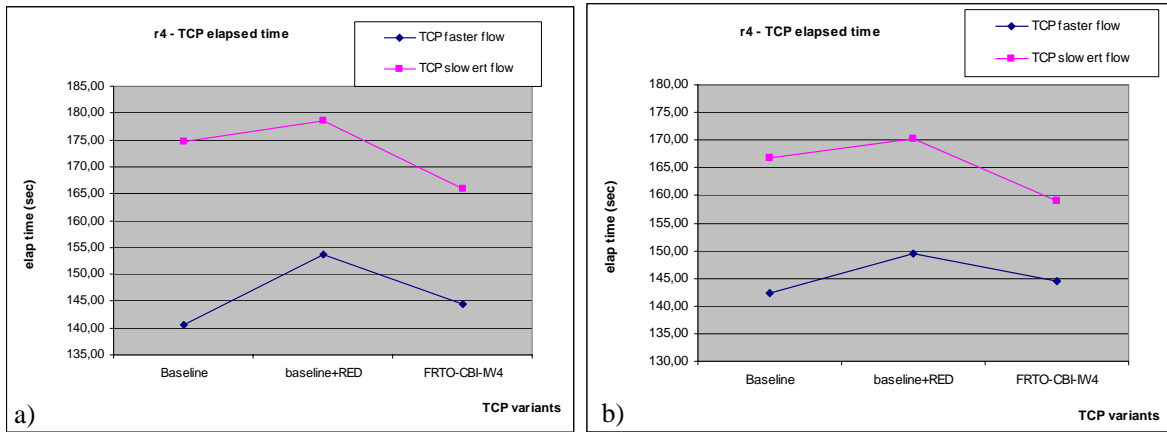 r4 - TCP elapsed time
TCP faster flow
TCP slow ert flow
185,00
180,00
175,00
170,00
165,00
160,00
155,00
150,00
145,00
140,00
135,00
elap time (sec)
Baseline
baseline+RED
FRTO-CBI-IW4
TCP variants
a)
r4 - TCP elapsed time
TCP faster flow
TCP slow ert flow
180,00
175,00
170,00
165,00
160,00
155,00
150,00
145,00
140,00
135,00
130,00
elap time (sec)
Baseline
baseline+RED
FRTO-CBI-IW4
TCP variants
b)